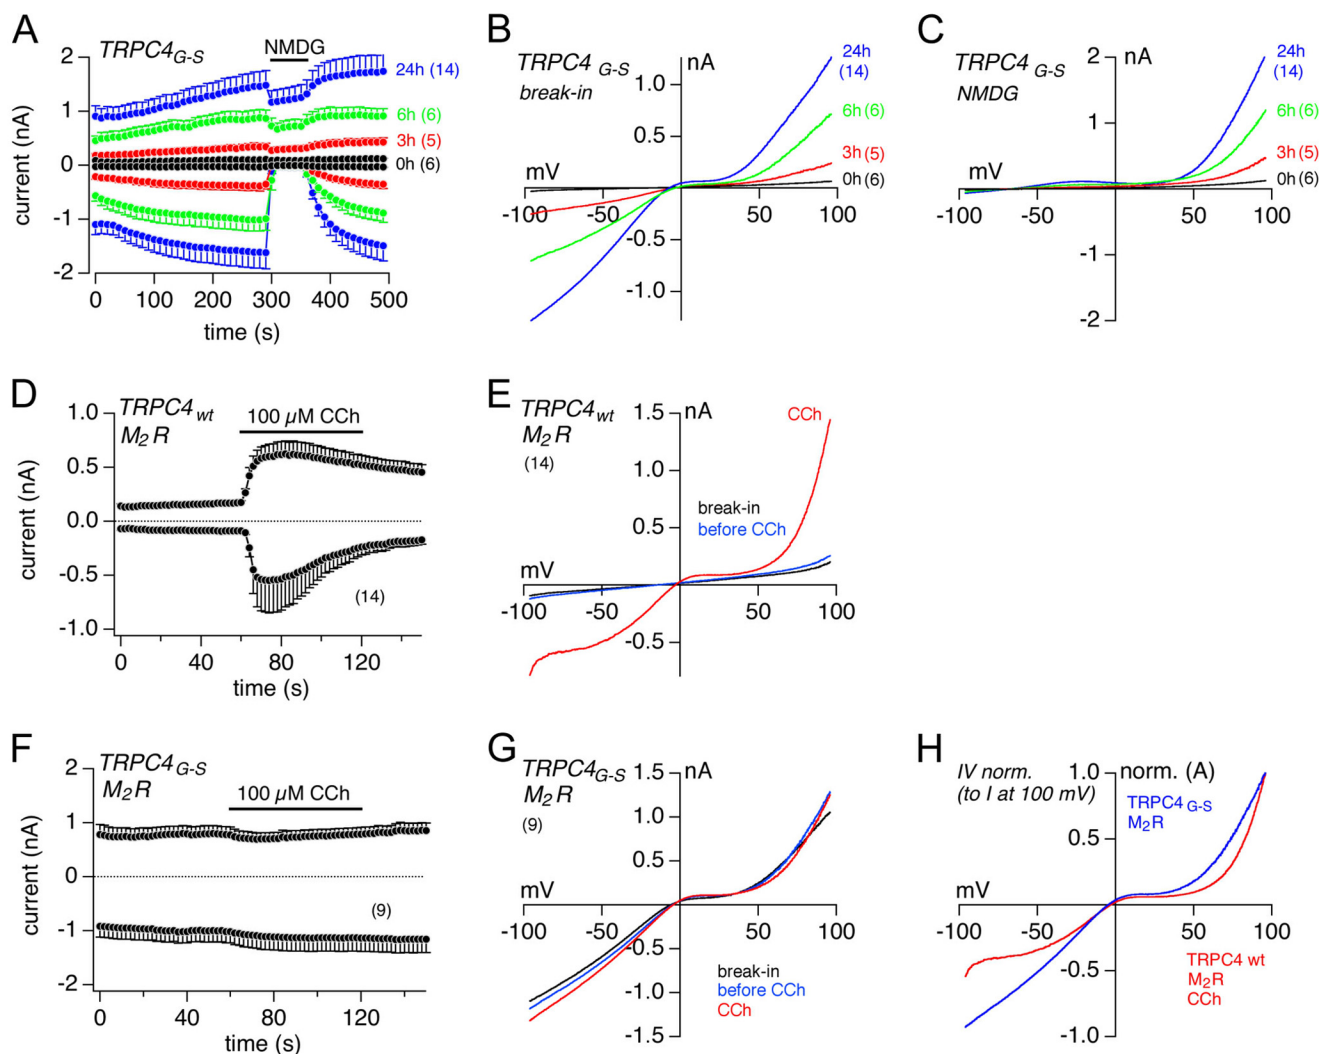 A
TRPC4 G-S
NMDG
24h (14)
6h (6)
3h (5)
0h (6)
current (nA)
2
1
0
-1
-2
0 100 200 300 400 500
time (s)
B
TRPC4 G-S
break-in
nA
24h
(14)
6h (6)
3h (5)
0h (6)
mV
1.0
0.5
-0.5
-1.0
-100 -50 50 100
C
TRPC4 G-S
NMDG
2
nA
24h
(14)
6h (6)
3h (5)
0h (6)
mV
1
-1
-2
-100 -50 50 100
D
TRPC4 wt
M2R
100 µM CCh
current (nA)
1.0
0.5
0.0
-0.5
-1.0
(14)
0 40 80 120
time (s)
E
TRPC4 wt
M2R
(14)
1.5
nA
CCh
1.0
0.5
-0.5
break-in
before CCh
mV
-100 -50 50 100
F
TRPC4 G-S
M2R
100 µM CCh
current (nA)
2
1
0
-1
-2
(9)
0 40 80 120
time (s)
G
TRPC4 G-S
M2R
(9)
1.5
nA
1.0
0.5
-0.5
-1.0
-1.5
mV
-100 -50 50 100
break-in
before CCh
CCh
H
IV norm.
(to I at 100 mV)
1.0
norm. (A)
TRPC4 G-S
M2R
0.5
-0.5
-1.0
mV
-100 -50 50 100
TRPC4 wt
M2R
CCh